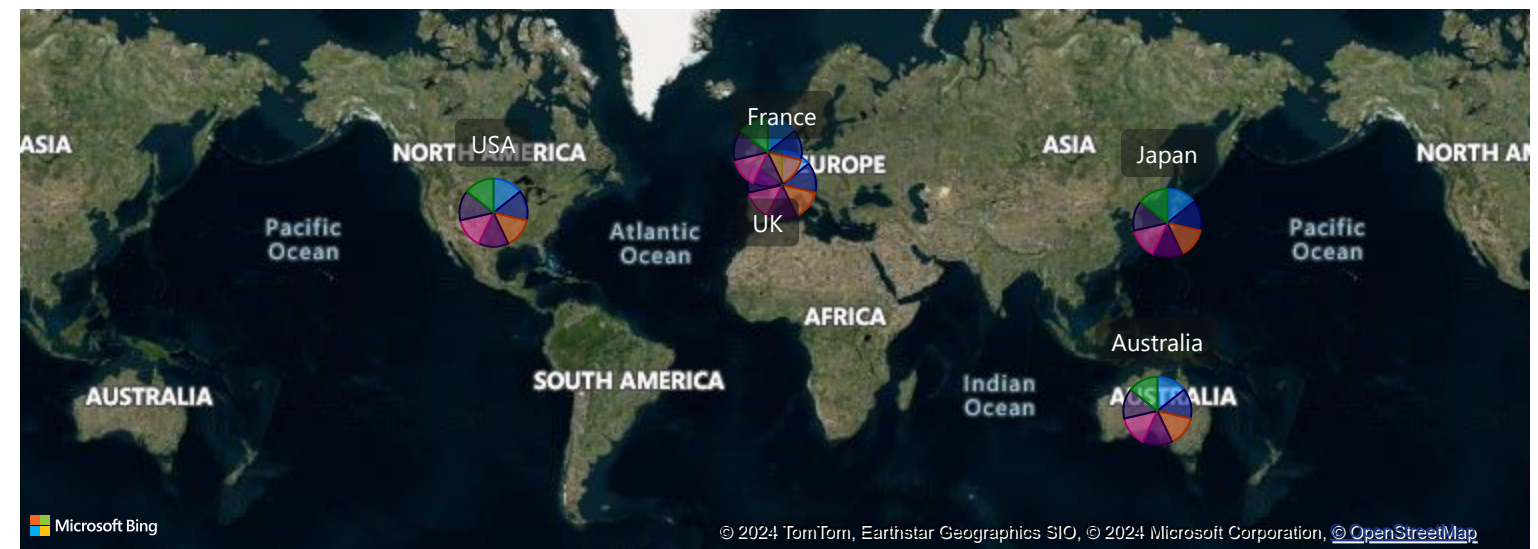 France
USA
ASIA
NORTH AMERICA
EUROPE
ASIA
Japan
NORTH AM
UK
Pacific
Ocean
Atlantic
Ocean
Pacific
Ocean
AFRICA
Australia
SOUTH AMERICA
Indian
Ocean
AUSTRALIA
AUSTRALIA
Microsoft Bing
© 2024 TomTom, Earthstar Geographics SIO, © 2024 Microsoft Corporation, © OpenStreetMap